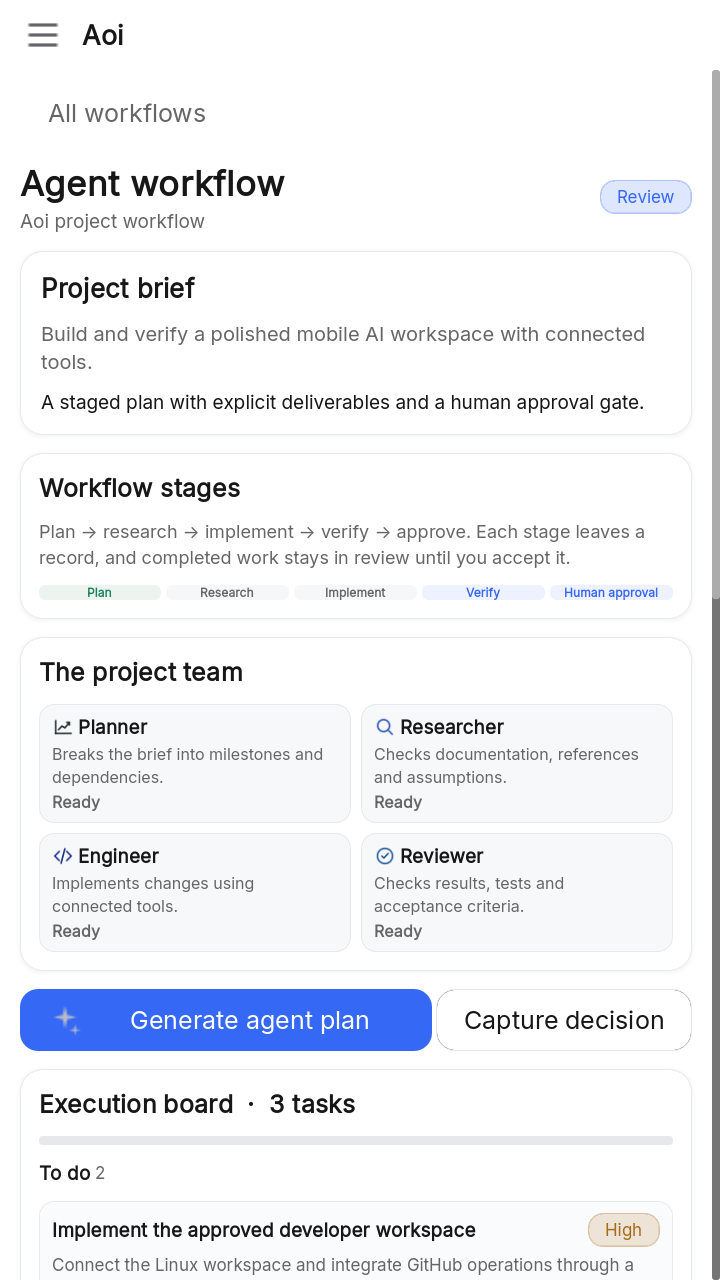 Aoi
All workflows
Agent workflow
Aoi project workflow
Review
Project brief
Build and verify a polished mobile AI workspace with connected
tools.
A staged plan with explicit deliverables and a human approval gate.
Workflow stages
Plan → research → implement → verify → approve. Each stage leaves a
record, and completed work stays in review until you accept it.
Plan
Research
Implement
Verify
Human approval
The project team
Planner
Breaks the brief into milestones and
dependencies.
Ready
Researcher
Checks documentation, references
and assumptions.
Ready
Engineer
Implements changes using
connected tools.
Ready
Reviewer
Checks results, tests and
acceptance criteria.
Ready
Generate agent plan
Capture decision
Execution board · 3 tasks
To do 2
Implement the approved developer workspace
High
Connect the Linux workspace and integrate GitHub operations through a